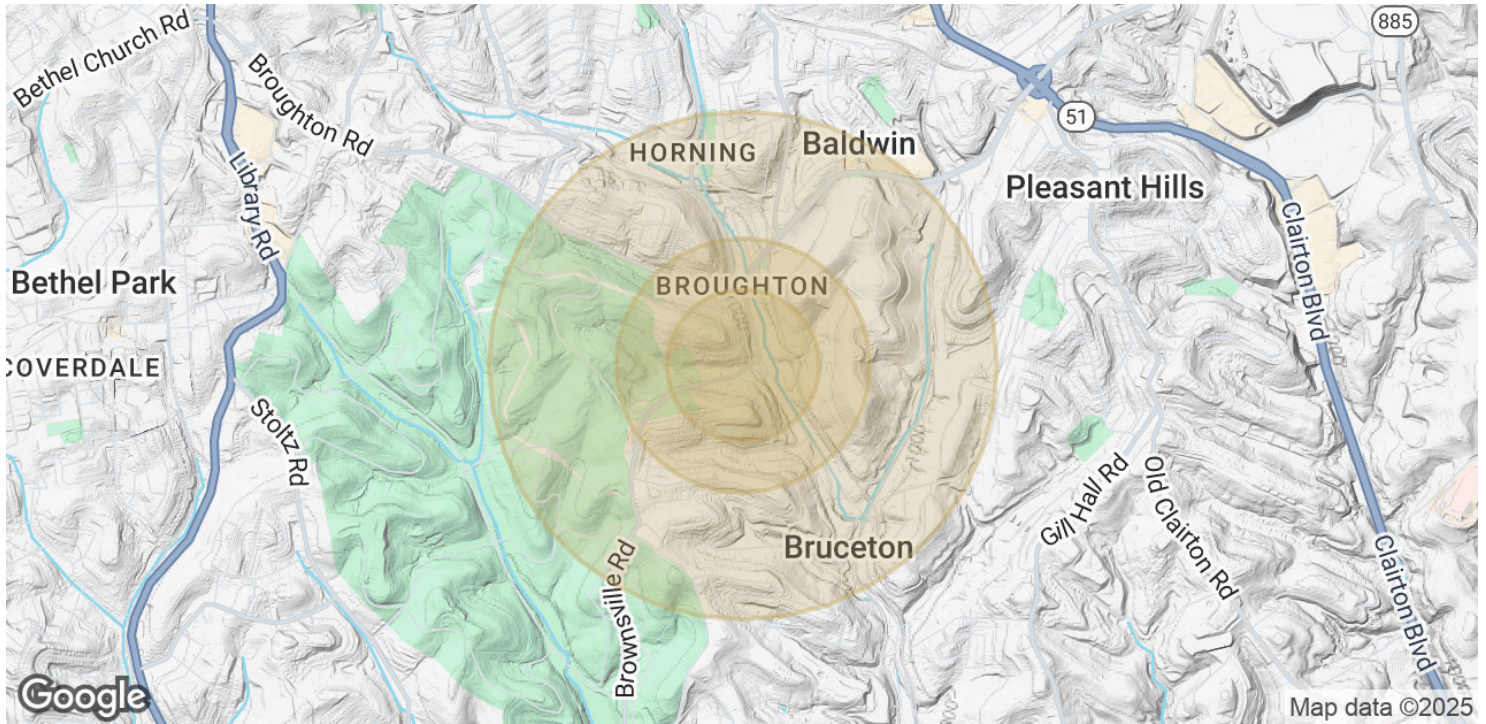 885
Bethel Church Rd
Broughton Rd
51
Baldwin
HORNING
Library Rd
Pleasant Hills
Clairton Blvd
Bethel Park
BROUGHTON
COVERDALE
Stoltz Rd
Gill Hall Rd
Old Clairton Rd
Bruceton
Brownsville Rd
Clairton Blvd
Google
Map data ©2025